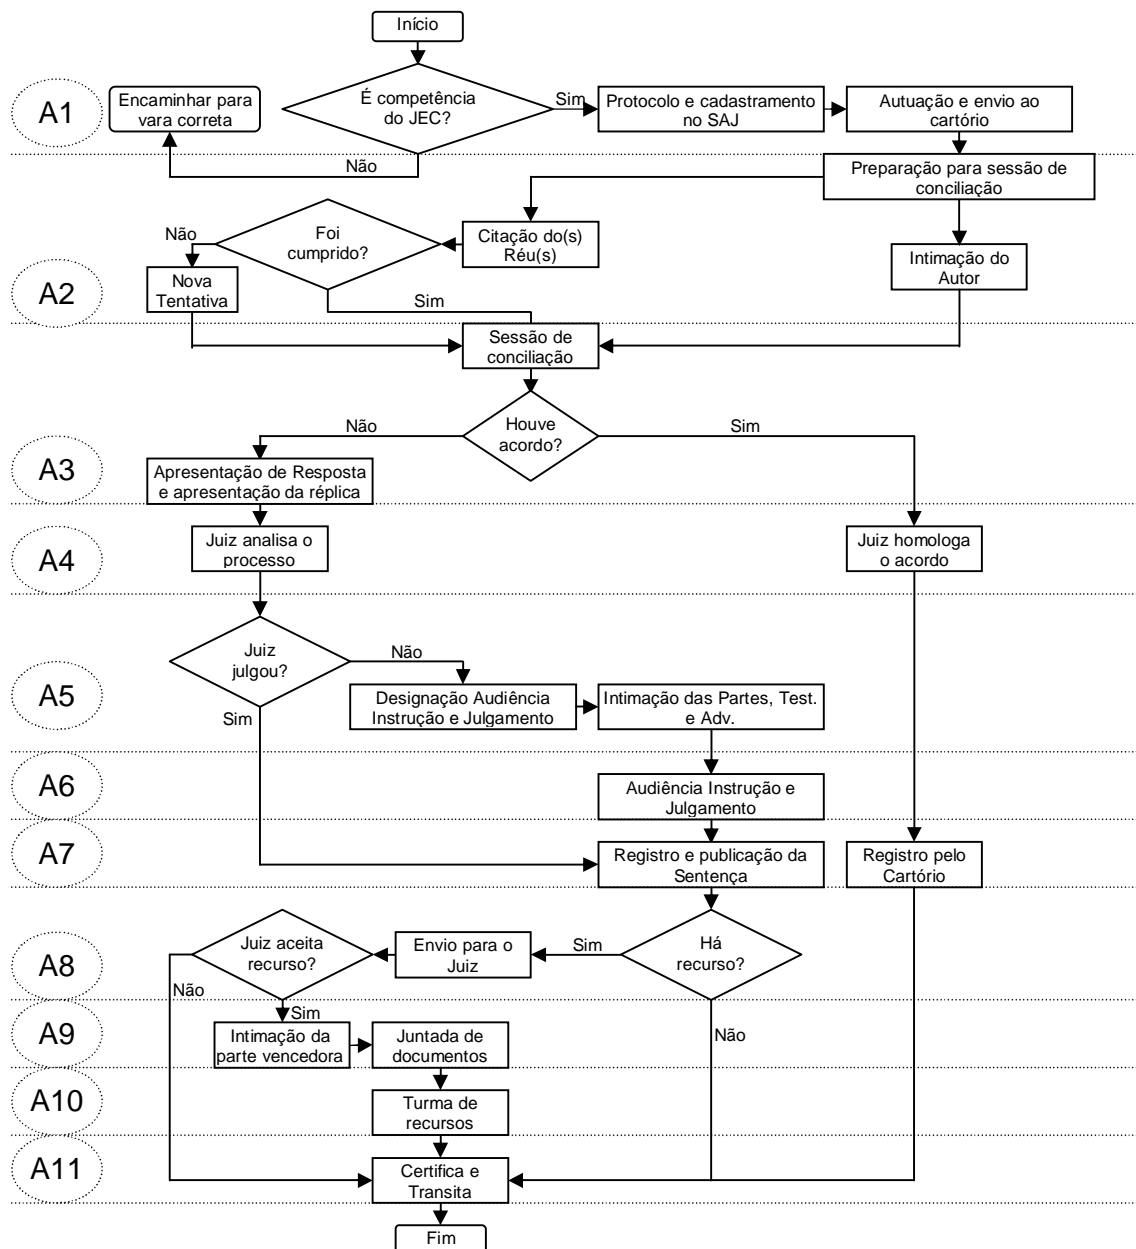 Início
A1
Encaminhar para
vara correta
É competência
do JEC?
Sim
Protocolo e cadastramento
no SAJ
Autuação e envio ao
cartório
Não
Preparação para sessão de
conciliação
A2
Não
Foi
cumprido?
Citação do(s)
Réu(s)
Intimação do
Autor
Nova
Tentativa
Sim
Sessão de
conciliação
A3
Não
Houve
acordo?
Sim
Apresentação de Resposta
e apresentação da réplica
A4
Juiz analisa o
processo
Juiz homologa
o acordo
A5
Juiz
julgou?
Não
Sim
Designação Audiência
Instrução e Julgamento
Intimação das Partes, Test.
e Adv.
A6
Audiência Instrução e
Julgamento
A7
Registro e publicação da
Sentença
Registro pelo
Cartório
A8
Juiz aceita
recurso?
Envio para o
Juiz
Sim
Há
recurso?
Não
Sim
A9
Intimação da
parte vencedora
Juntada de
documentos
Não
A10
Turma de
recursos
A11
Certifica e
Transita
Fim